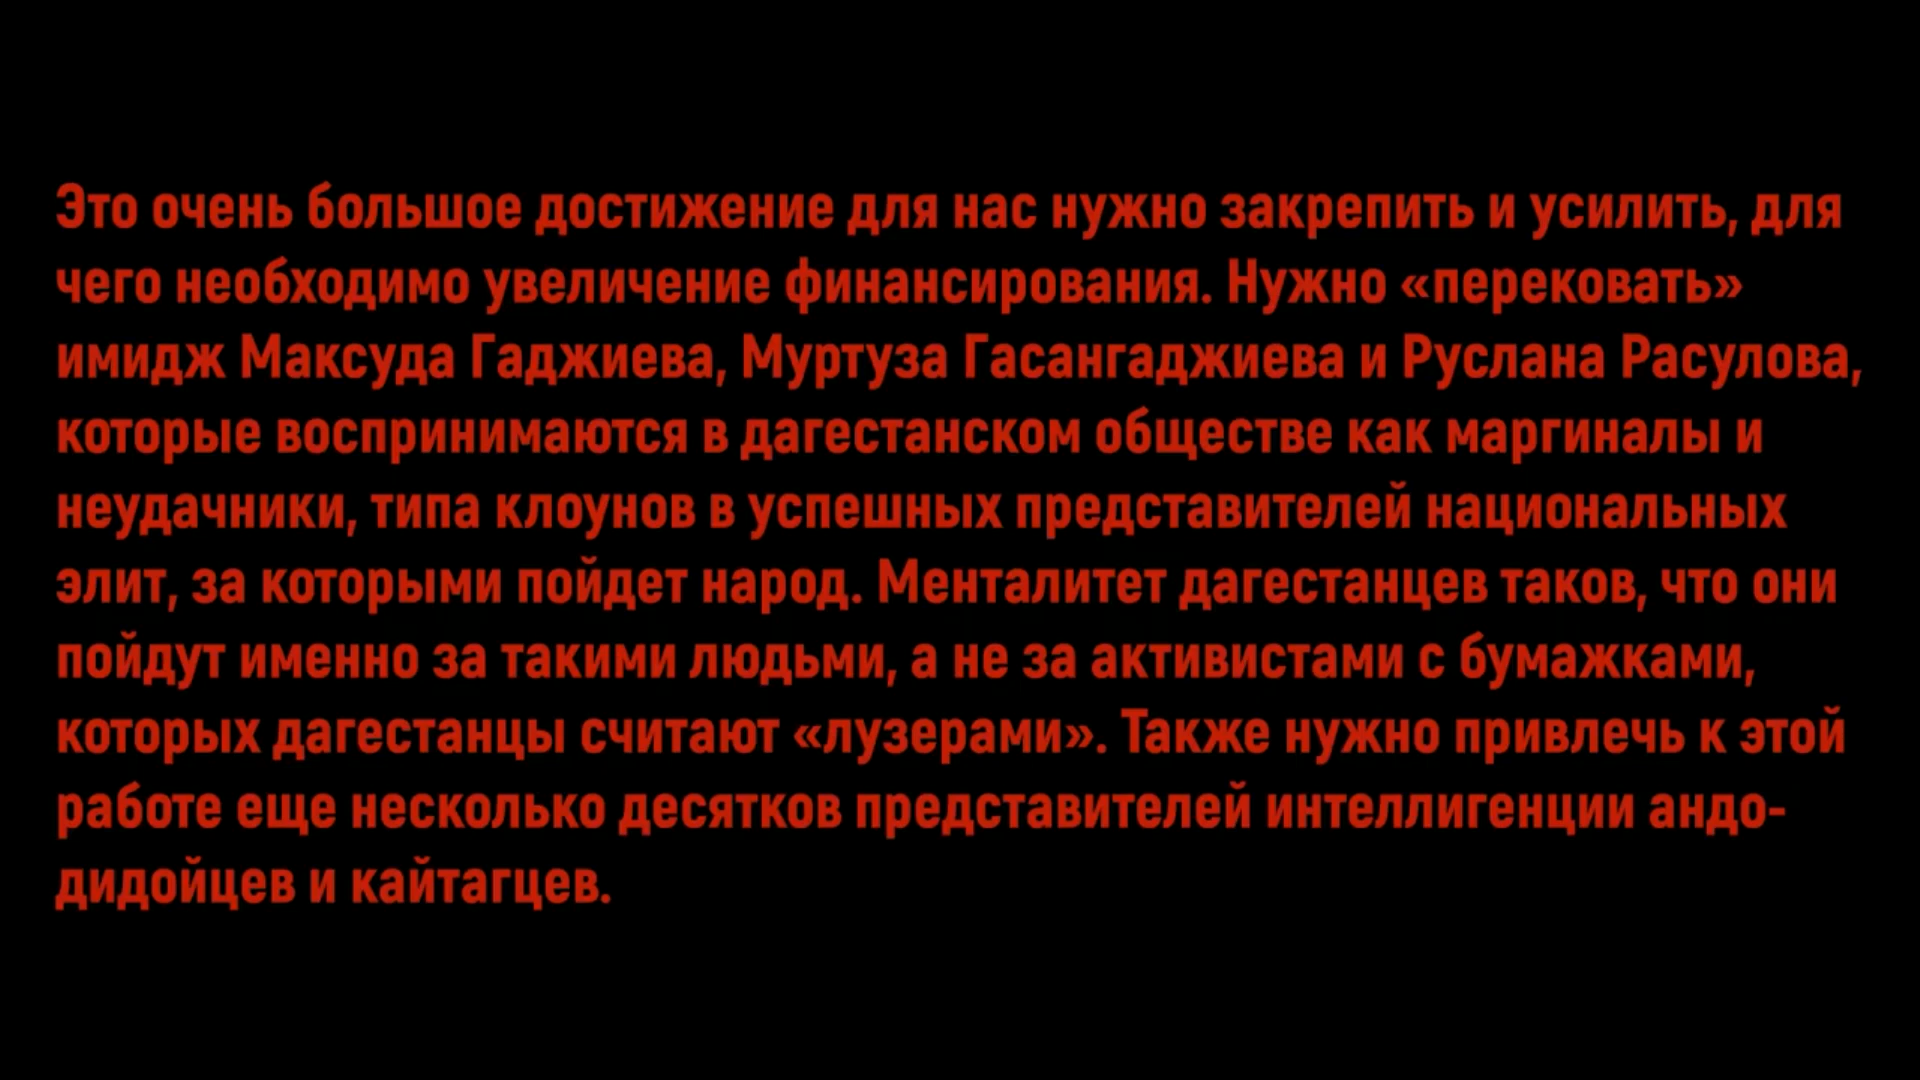 Это очень большое достижение для нас нужно закрепить и усилить, для
чего необходимо увеличение финансирования. Нужно «перековать»
имидж Максуда Гаджиева, Муртуза Гасангаджиева и Руслана Расулова,
которые воспринимаются в дагестанском обществе как маргиналы и
неудачники, типа клоунов в успешных представителей национальных
элит, за которыми пойдет народ. Менталитет дагестанцев таков, что они
пойдут именно за такими людьми, а не за активистами с бумажками,
которых дагестанцы считают «лузерами». Также нужно привлечь к этой
работе еще несколько десятков представителей интеллигенции андо-
дидойцев и кайтагцев.